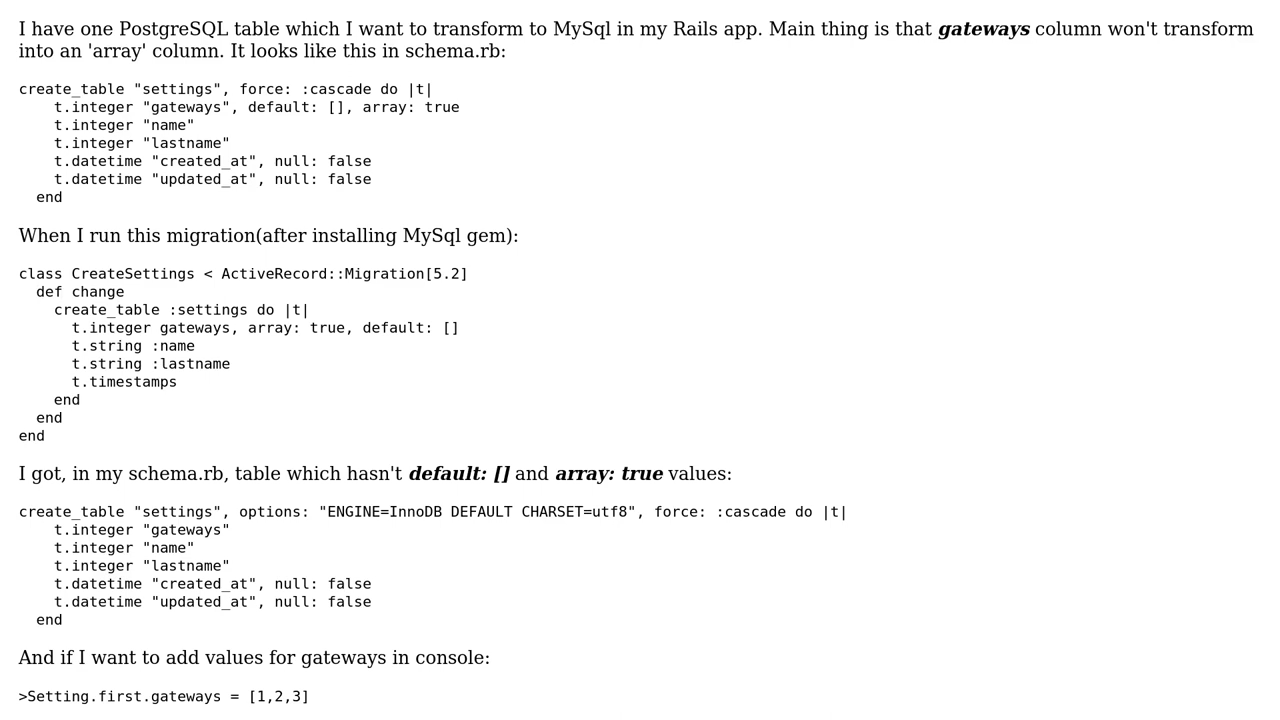 I have one PostgreSQL table which I want to transform to MySql in my Rails app. Main thing is that gateways column won't transform
into an 'array' column. It looks like this in schema.rb:
create_table "settings", force: :cascade do |t|
    t.integer "gateways", default: [], array: true
    t.integer "name"
    t.integer "lastname"
    t.datetime "created_at", null: false
    t.datetime "updated_at", null: false
  end
When I run this migration(after installing MySql gem):
class CreateSettings < ActiveRecord::Migration[5.2]
  def change
    create_table :settings do |t|
      t.integer gateways, array: true, default: []
      t.string :name
      t.string :lastname
      t.timestamps
    end
  end
end
I got, in my schema.rb, table which hasn't default: [] and array: true values:
create_table "settings", options: "ENGINE=InnoDB DEFAULT CHARSET=utf8", force: :cascade do |t|
    t.integer "gateways"
    t.integer "name"
    t.integer "lastname"
    t.datetime "created_at", null: false
    t.datetime "updated_at", null: false
  end
And if I want to add values for gateways in console:
>Setting.first.gateways = [1,2,3]